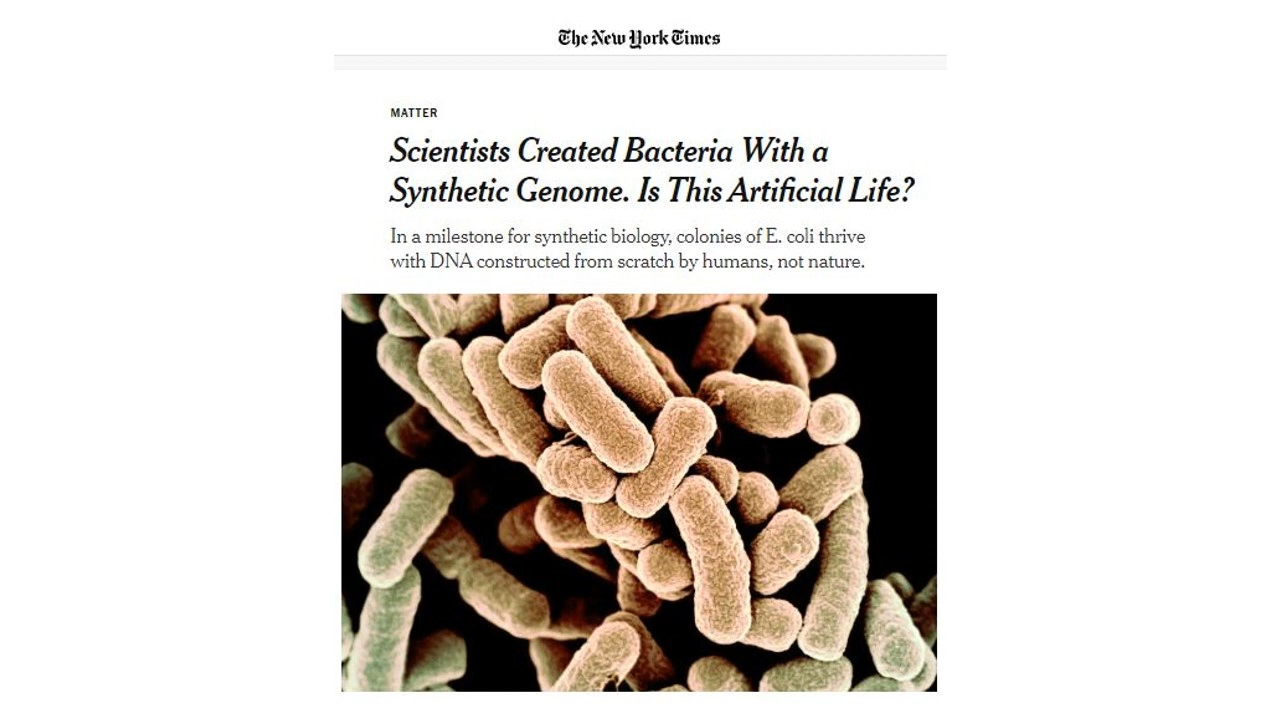 The New York Times
MATTER
Scientists Created Bacteria With a
Synthetic Genome. Is This Artificial Life?
In a milestone for synthetic biology, colonies of E. coli thrive
with DNA constructed from scratch by humans, not nature.